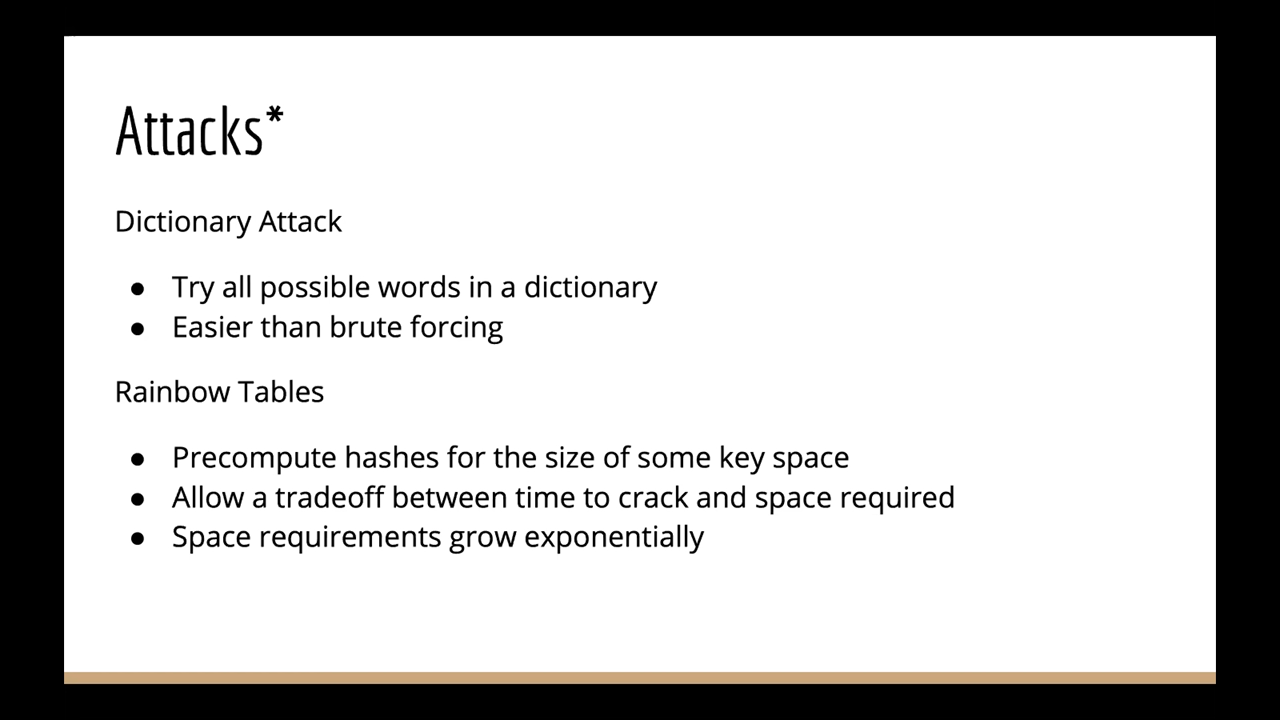 Attacks*
Dictionary Attack
● Try all possible words in a dictionary
● Easier than brute forcing
Rainbow Tables
● Precompute hashes for the size of some key space
● Allow a tradeoff between time to crack and space required
● Space requirements grow exponentially